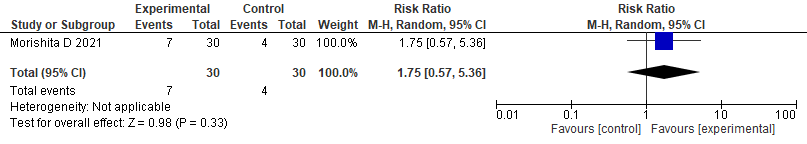 Experimental Control Risk Ratio Risk Ratio
Study or Subgroup Events Total Events Total Weight M-H, Random, 95% CI M-H, Random, 95% CI
Morishita D 2021 7 30 4 30 100.0% 1.75 [0.57, 5.36]
Total (95% CI) 30 30 100.0% 1.75 [0.57, 5.36]
Total events 7 4
Heterogeneity: Not applicable
Test for overall effect: Z = 0.98 (P = 0.33)
0.01 0.1 1 10 100
Favours [control] Favours [experimental]